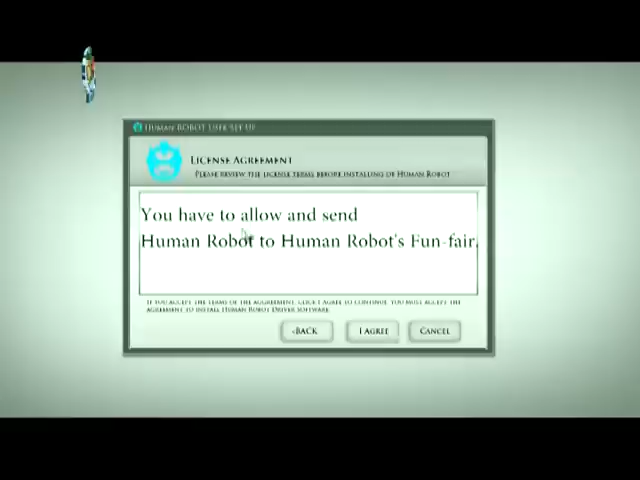 HUMAN ROBOT USER SET UP
LICENSE AGREEMENT
PLEASE REVIEW THE LICENSE TERMS BEFORE INSTALLING OF HUMAN ROBOT
You have to allow and send
Human Robot to Human Robot's Fun-fair.
IF YOU ACCEPT THE TERMS OF THE AGGREEMENT, CLICK I AGREE TO CONTINUE. YOU MUST ACCEPT THE
AGREEMENT TO INSTALL HUMAN ROBOT DRIVER SOFTWARE
<BACK
I AGREE
CANCEL